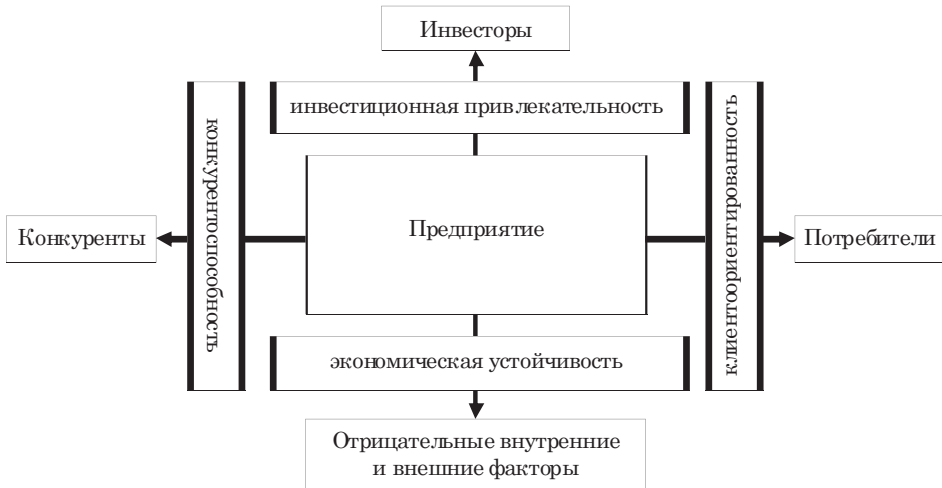 Инвесторы
инвестиционная привлекательность
конкурентоспособность
клиентоориентированность
Конкуренты
Предприятие
Потребители
экономическая устойчивость
Отрицательные внутренние
и внешние факторы